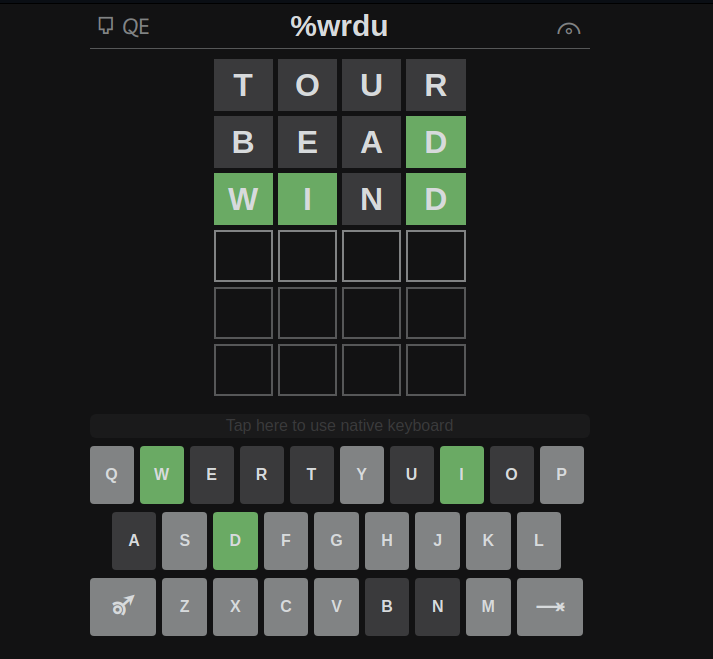 QE %wrdu
T O U R
B E A D
W I N D
Tap here to use native keyboard
Q W E R T Y U I O P
A S D F G H J K L
Z X C V B N M